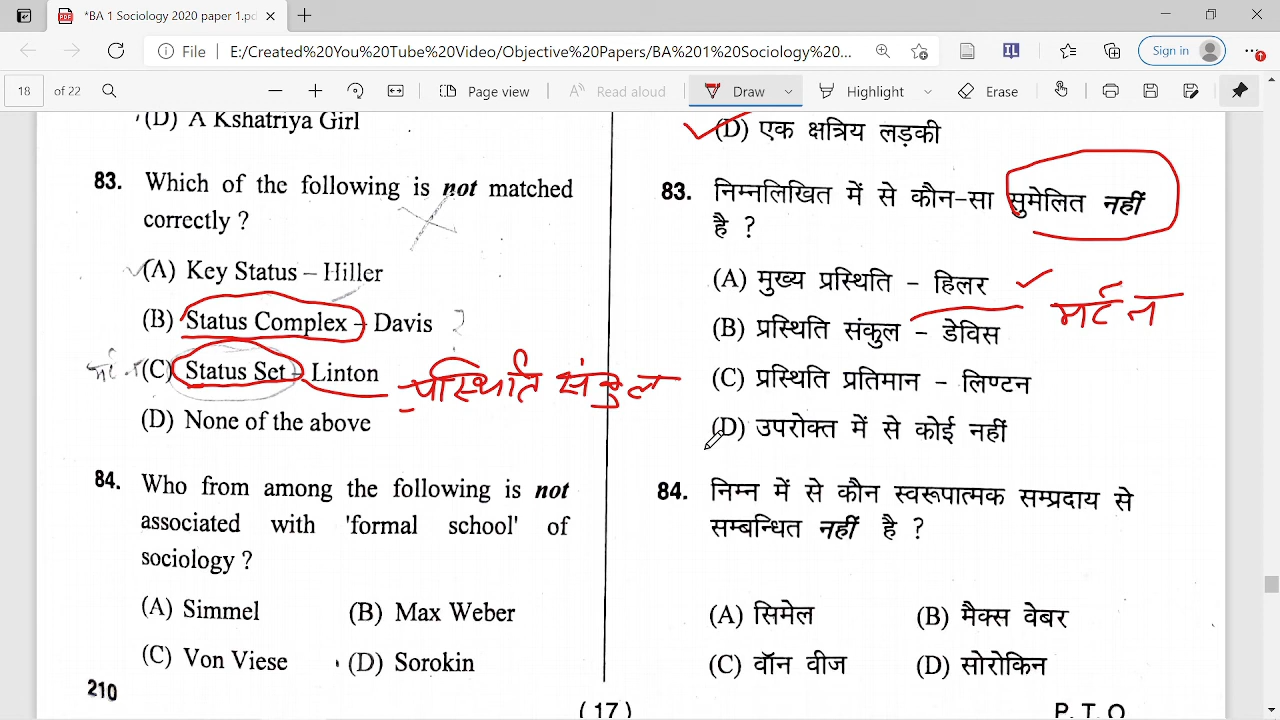 *BA 1 Sociology 2020 paper 1.pd
File E:/Created%20You%20Tube%20Video/Objective%20Papers/BA%201%20Sociology%20... IL Sign in
18 of 22 Page view Read aloud Draw Highlight Erase
(D) A Kshatriya Girl
83. Which of the following is not matched
correctly ?
(A) Key Status – Hiller
(B) Status Complex – Davis
(C) Status Set – Linton
प्रस्थिति संकुल
(D) None of the above
84. Who from among the following is not
associated with 'formal school' of
sociology ?
(A) Simmel (B) Max Weber
(C) Von Viese (D) Sorokin
210
(D) एक क्षत्रिय लड़की
83. निम्नलिखित में से कौन-सा सुमेलित नहीं
है ?
(A) मुख्य प्रस्थिति – हिलर
मर्टन
(B) प्रस्थिति संकुल – डेविस
(C) प्रस्थिति प्रतिमान – लिण्टन
(D) उपरोक्त में से कोई नहीं
84. निम्न में से कौन स्वरूपात्मक सम्प्रदाय से
सम्बन्धित नहीं है ?
(A) सिमेल (B) मैक्स वेबर
(C) वॉन वीज (D) सोरोकिन
(17) P. T. O